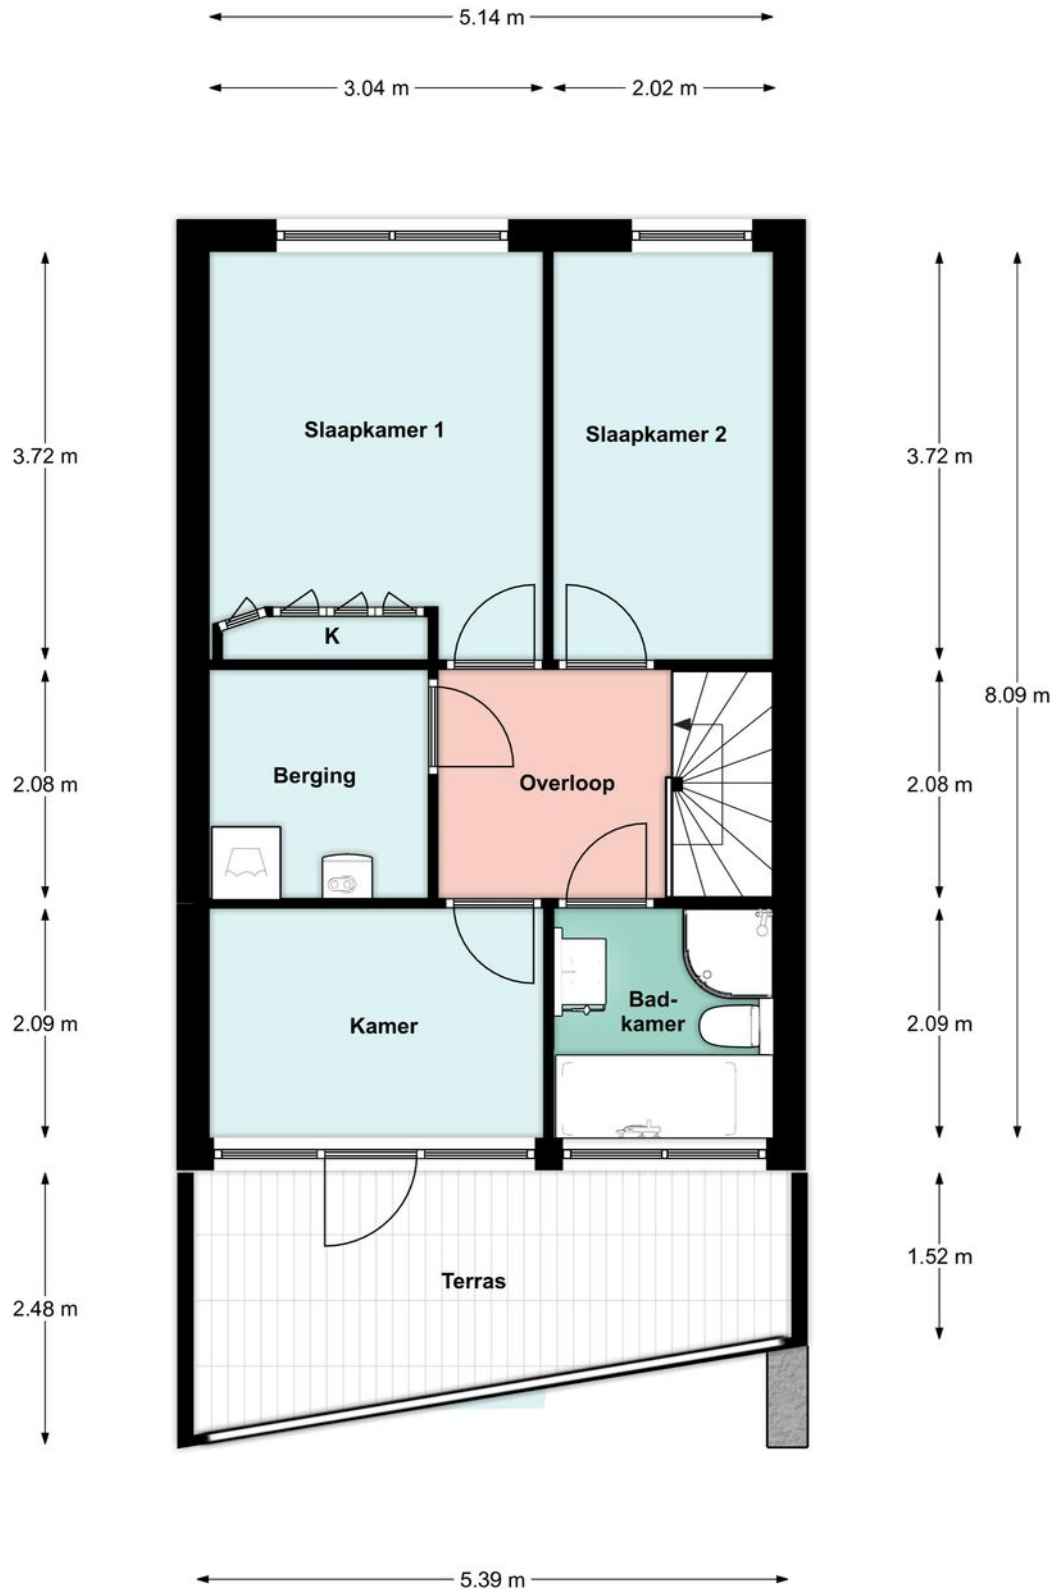 5.14 m
3.04 m
2.02 m
Slaapkamer 1
Slaapkamer 2
3.72 m
3.72 m
K
8.09 m
Berging
Overloop
2.08 m
2.08 m
Bad-
kamer
Kamer
2.09 m
2.09 m
1.52 m
Terras
2.48 m
5.39 m